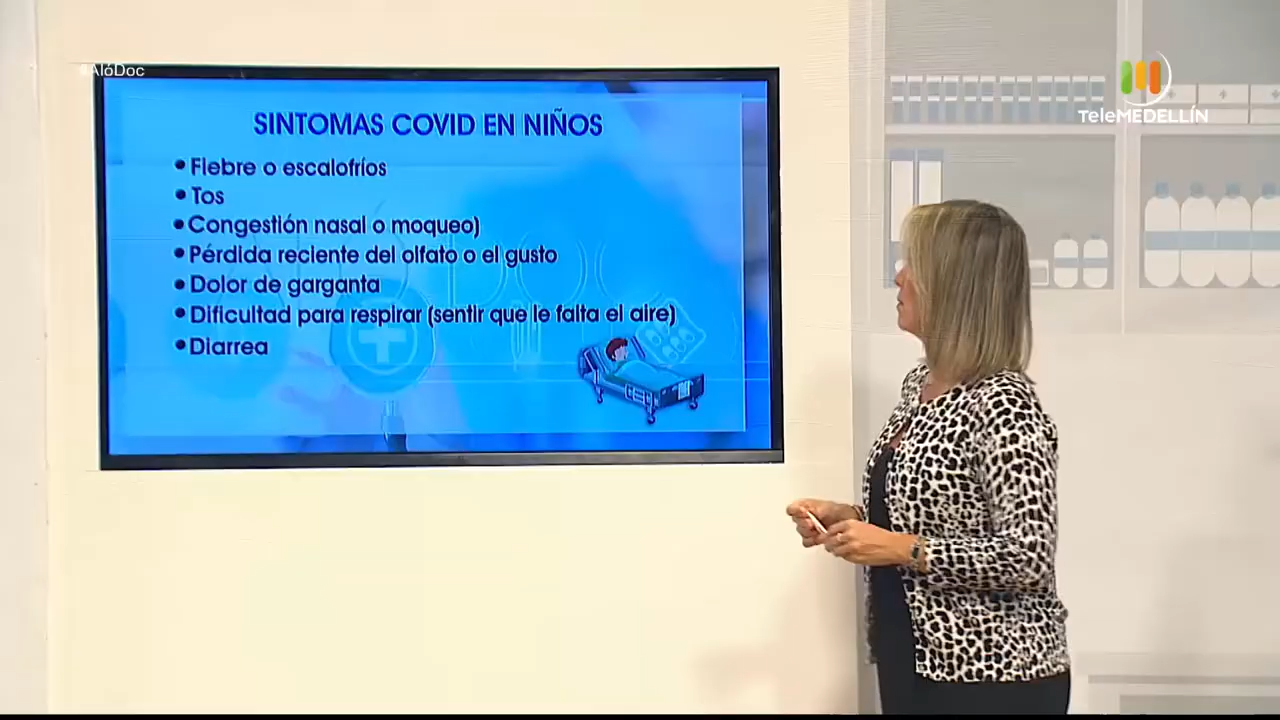 #AlóDoc
TeleMEDELLÍN
SINTOMAS COVID EN NIÑOS
• Fiebre o escalofríos
• Tos
• Congestión nasal o moqueo)
• Pérdida reciente del olfato o el gusto
• Dolor de garganta
• Dificultad para respirar (sentir que le falta el aire)
• Diarrea